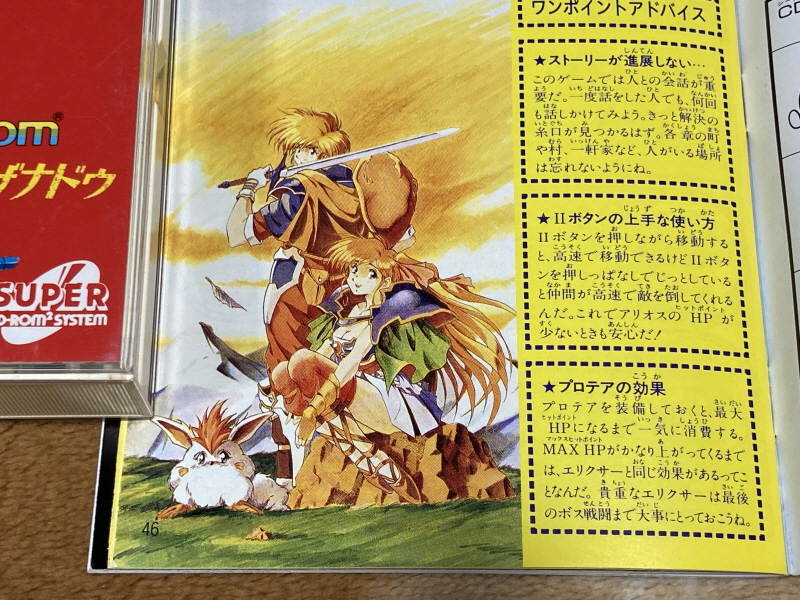 om®
ザナドゥ
SUPER
CD-ROM² SYSTEM
46
ワンポイントアドバイス
★ストーリーが進展しない…
このゲームでは人との会話が重
要だ。一度話をした人でも、何回
も話しかけてみよう。きっと解決の
糸口が見つかるはず。各章の町
や村、一軒家など、人がいる場所
は忘れないようにね。
★IIボタンの上手な使い方
IIボタンを押しながら移動する
と、高速で移動できるけどIIボタ
ンを押しっぱなしでじっとしている
と仲間が高速で敵を倒してくれる
んだ。これでアリオスの HP が
少ないときも安心だ!
★プロテアの効果
プロテアを装備しておくと、最大
HPになるまで一気に消費する。
MAX HPがかなり上がってくるまで
は、エリクサーと同じ効果があるってこ
となんだ。貴重なエリクサーは最後
のボス戦闘まで大事にとっておこうね。
CD